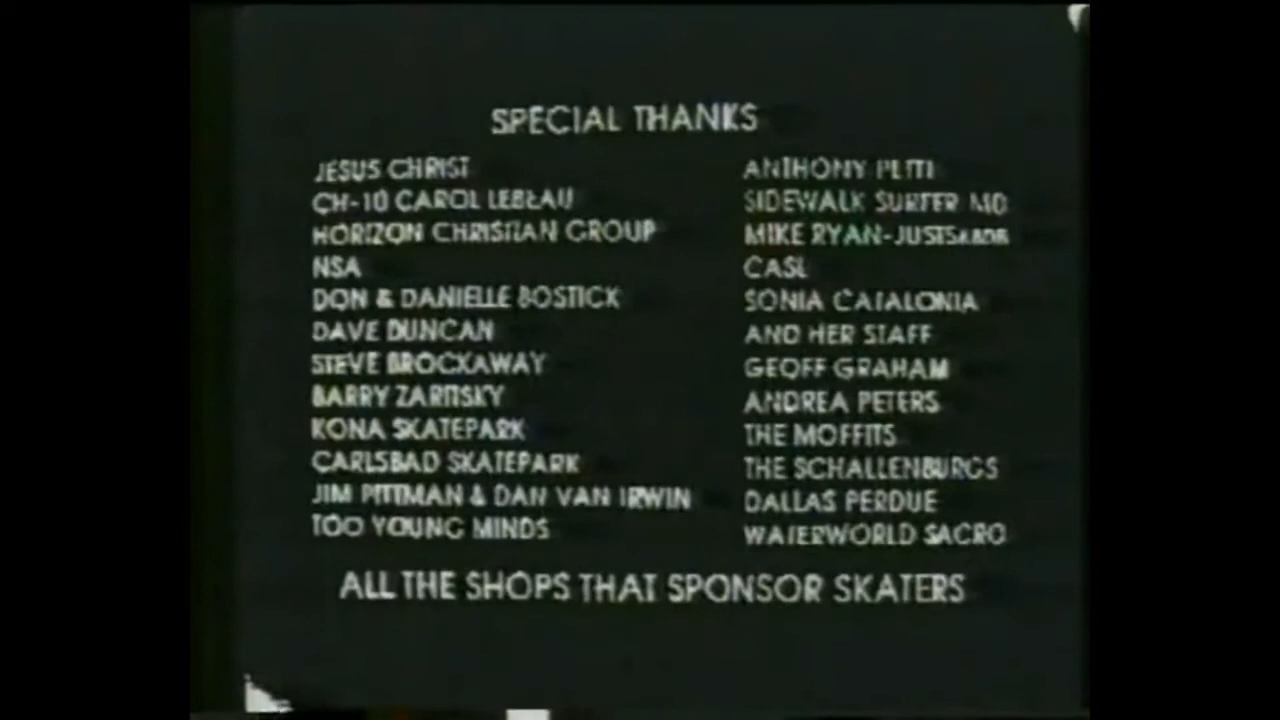 SPECIAL THANKS
JESUS CHRIST
CH-10 CAROL LEBEAU
HORIZON CHRISTIAN GROUP
NSA
DON & DANIELLE BOSTICK
DAVE DUNCAN
STEVE BROCKAWAY
BARRY ZARITSKY
KONA SKATEPARK
CARLSBAD SKATEPARK
JIM PITTMAN & DAN VAN IRWIN
TOO YOUNG MINDS
ANTHONY
SIDEWALK SURFER MD
MIKE RYAN-
CASL
SONIA CATALONIA
AND HER STAFF
GEOFF GRAHAM
ANDREA PETERS
THE MOFFITS
THE SCHALLENBURGS
DALLAS PERDUE
WATERWORLD SACRO
ALL THE SHOPS THAT SPONSOR SKATERS